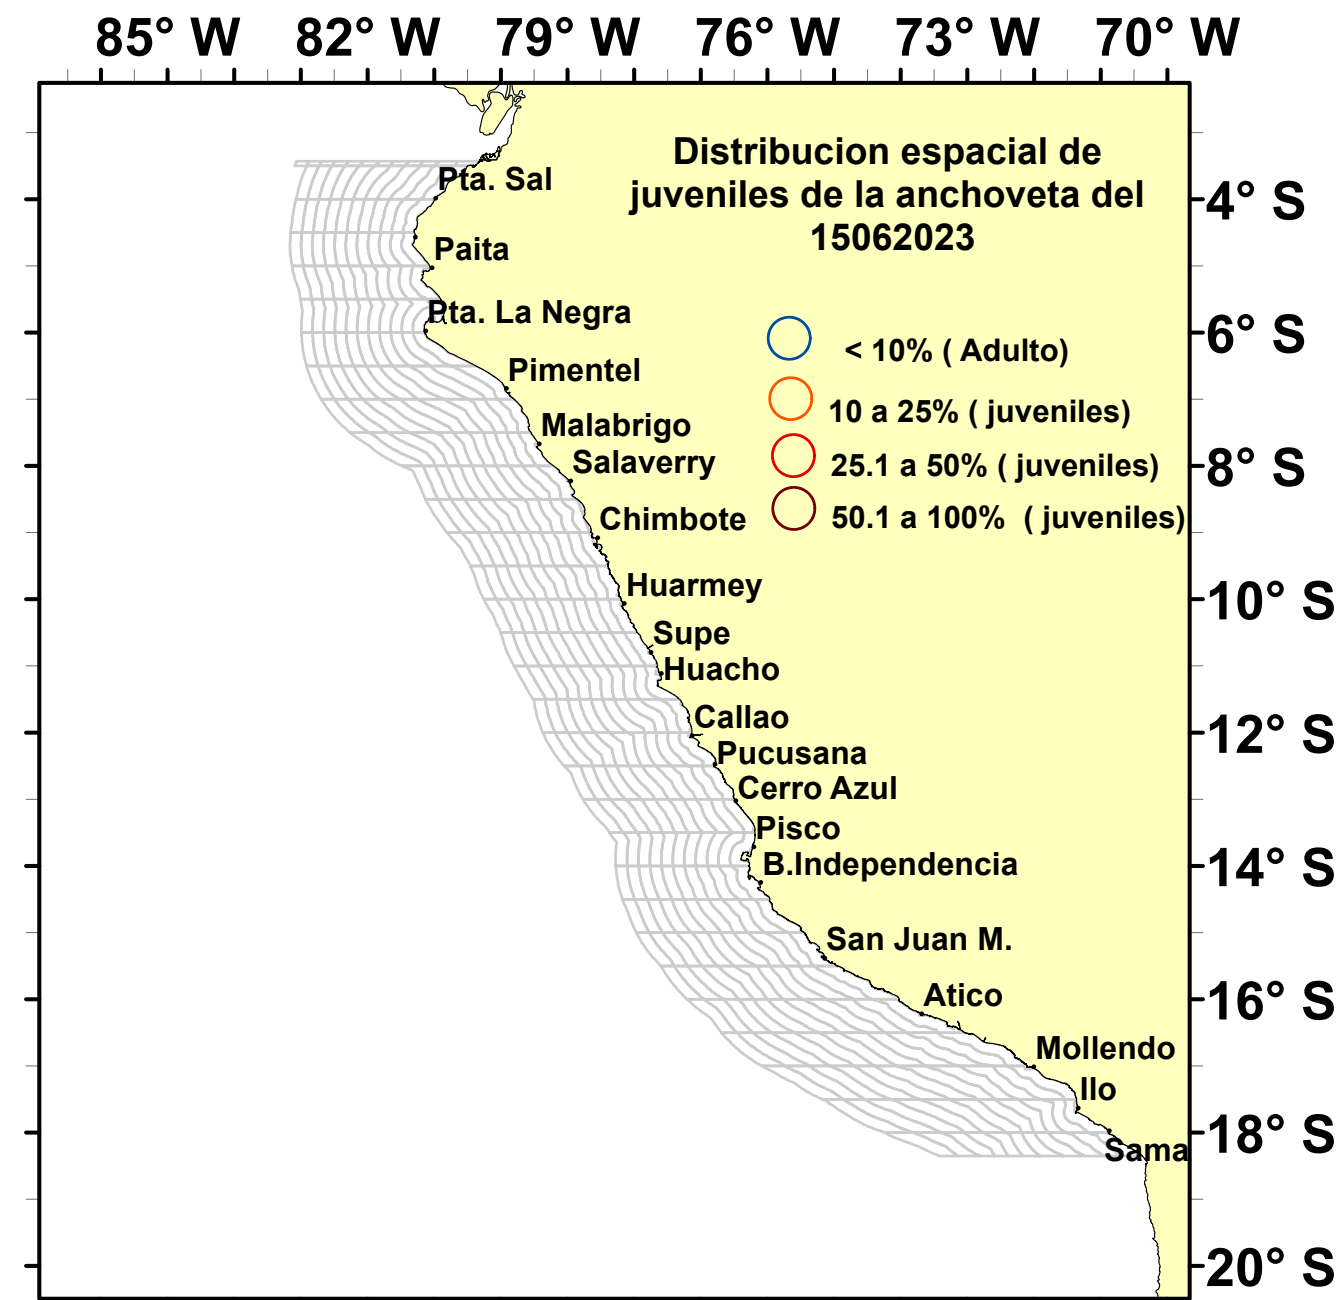 85° W 82° W 79° W 76° W 73° W 70° W
Distribucion espacial de
juveniles de la anchoveta del
15062023
Pta. Sal
4° S
Paita
Pta. La Negra
6° S
< 10% ( Adulto)
Pimentel
10 a 25% ( juveniles)
Malabrigo
Salaverry
25.1 a 50% ( juveniles)
8° S
Chimbote
50.1 a 100%  ( juveniles)
Huarmey
10° S
Supe
Huacho
Callao
12° S
Pucusana
Cerro Azul
Pisco
B.Independencia
14° S
San Juan M.
Atico
16° S
Mollendo
Ilo
18° S
Sama
20° S